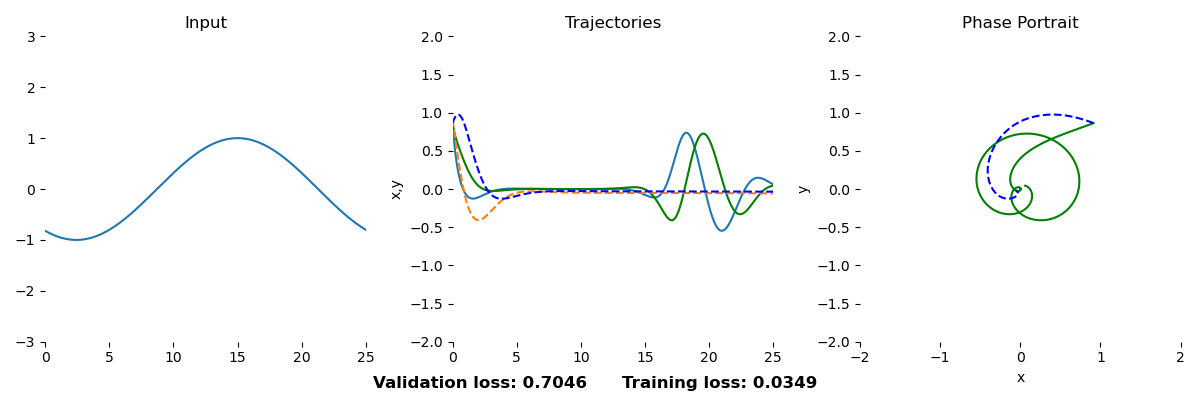 Input
3
2
1
0
−1
−2
−3
0 5 10 15 20 25
Trajectories
x,y
2.0
1.5
1.0
0.5
0.0
−0.5
−1.0
−1.5
−2.0
0 5 10 15 20 25
Phase Portrait
y
2.0
1.5
1.0
0.5
0.0
−0.5
−1.0
−1.5
−2.0
−2 −1 0 1 2
x
Validation loss: 0.7046 Training loss: 0.0349